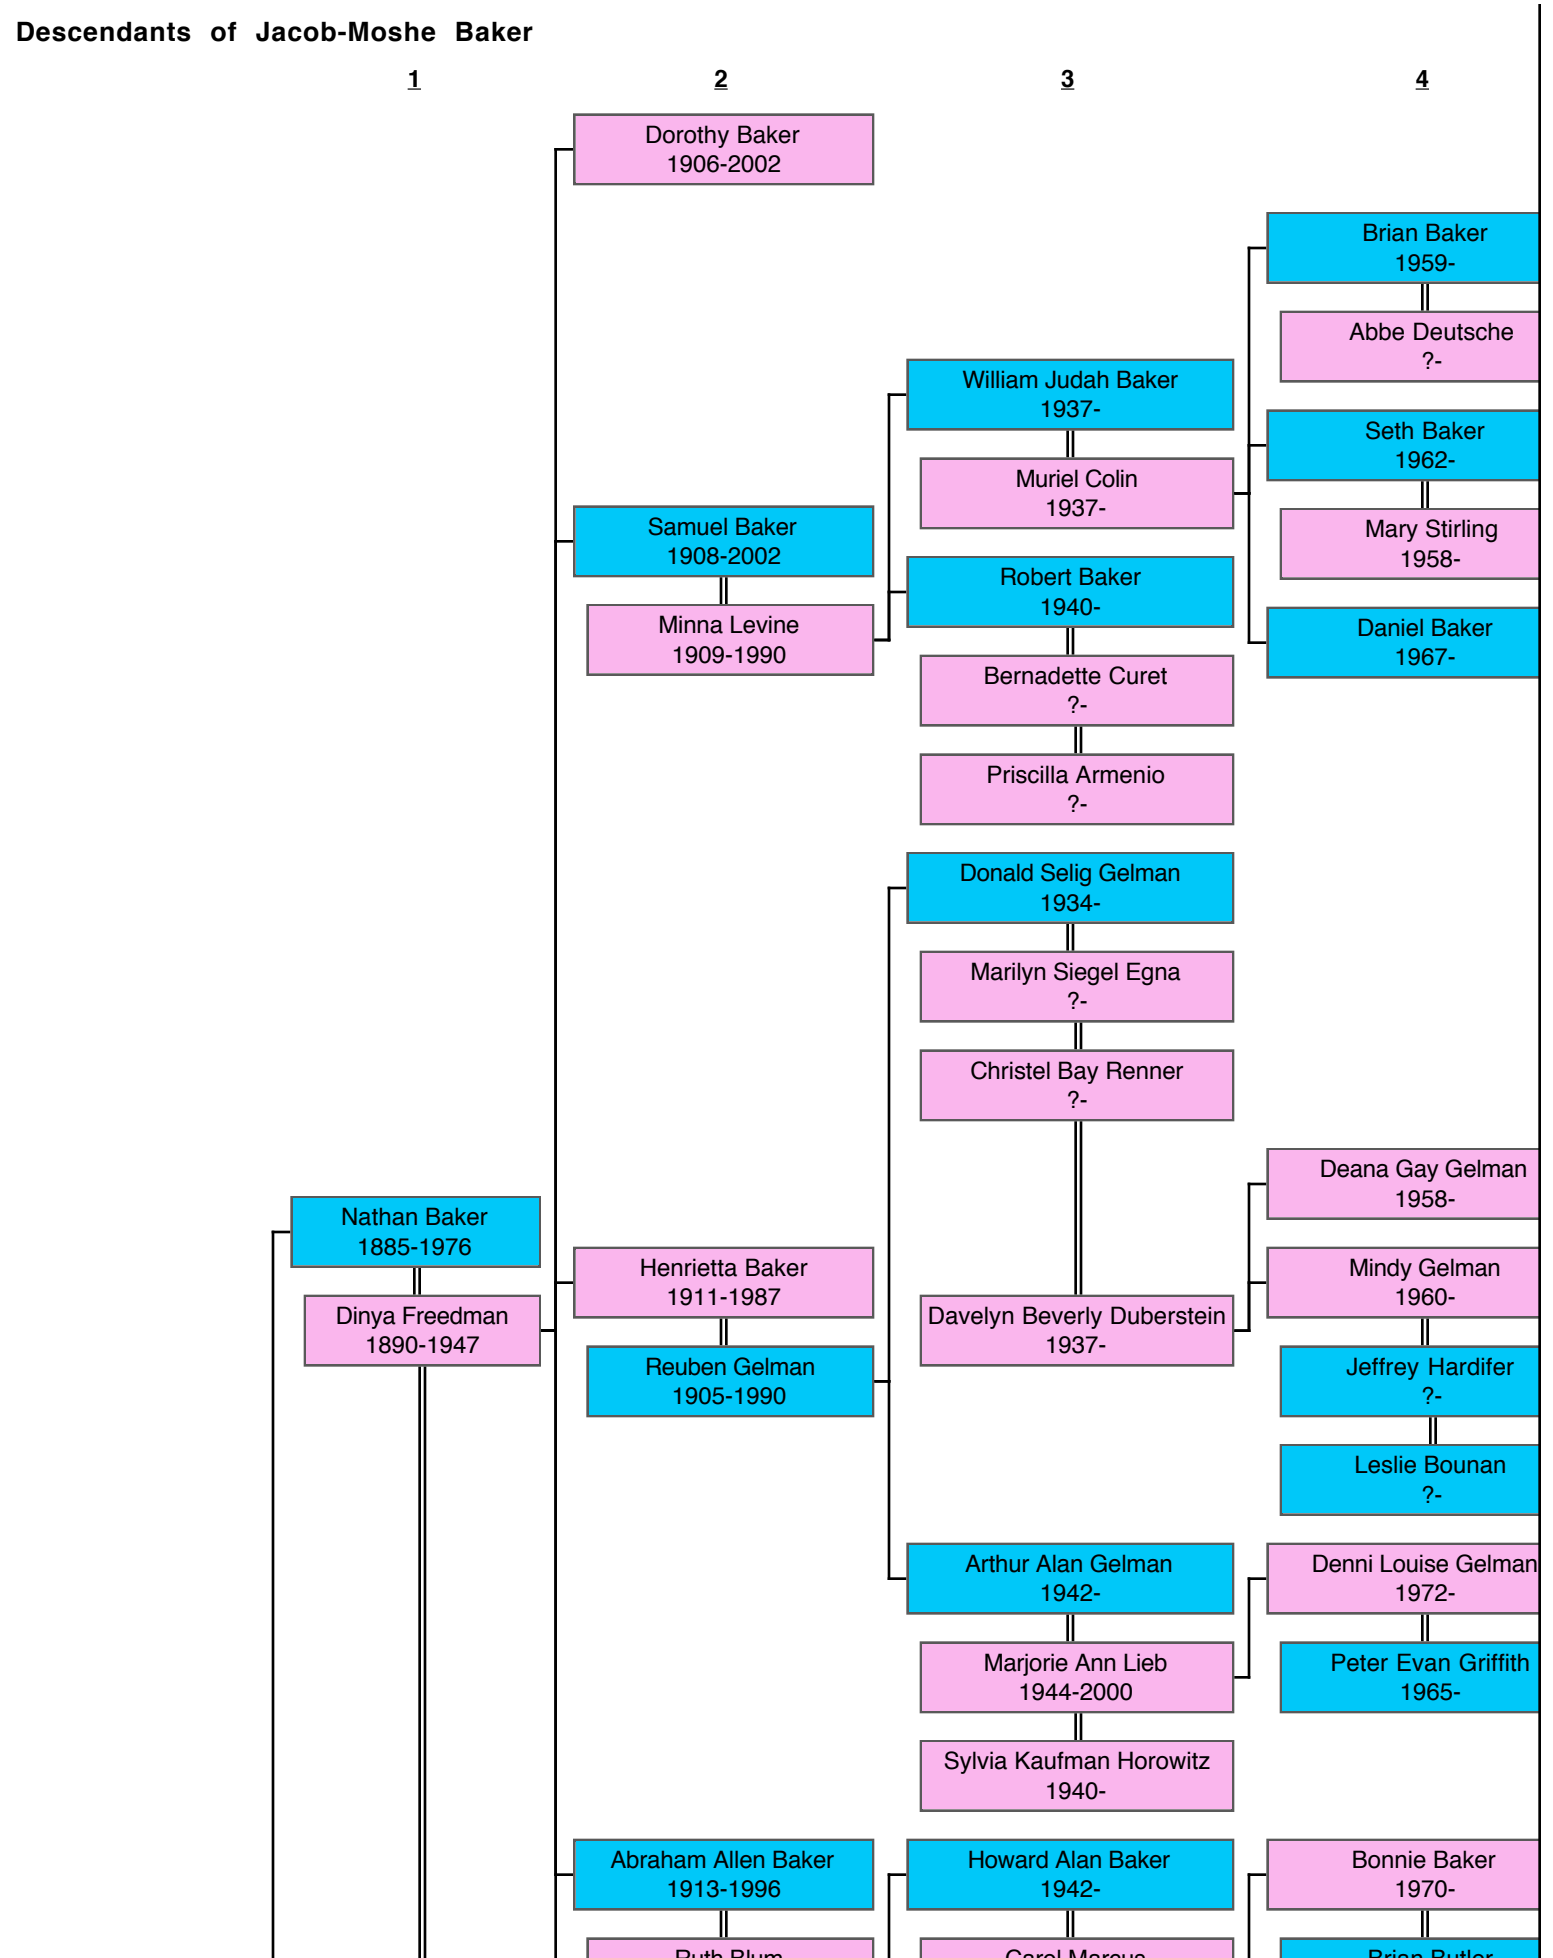 Descendants of Jacob-Moshe Baker
1 2 3 4
Dorothy Baker
1906-2002
Brian Baker
1959-
Abbe Deutsche
?-
William Judah Baker
1937-
Seth Baker
1962-
Muriel Colin
1937-
Samuel Baker
1908-2002
Mary Stirling
1958-
Robert Baker
1940-
Minna Levine
1909-1990
Daniel Baker
1967-
Bernadette Curet
?-
Priscilla Armenio
?-
Donald Selig Gelman
1934-
Marilyn Siegel Egna
?-
Christel Bay Renner
?-
Deana Gay Gelman
1958-
Nathan Baker
1885-1976
Henrietta Baker
1911-1987
Mindy Gelman
1960-
Dinya Freedman
1890-1947
Davelyn Beverly Duberstein
1937-
Reuben Gelman
1905-1990
Jeffrey Hardifer
?-
Leslie Bounan
?-
Arthur Alan Gelman
1942-
Denni Louise Gelman
1972-
Marjorie Ann Lieb
1944-2000
Peter Evan Griffith
1965-
Sylvia Kaufman Horowitz
1940-
Abraham Allen Baker
1913-1996
Howard Alan Baker
1942-
Bonnie Baker
1970-
Ruth Blum
Carol Marcus
Brian Butler